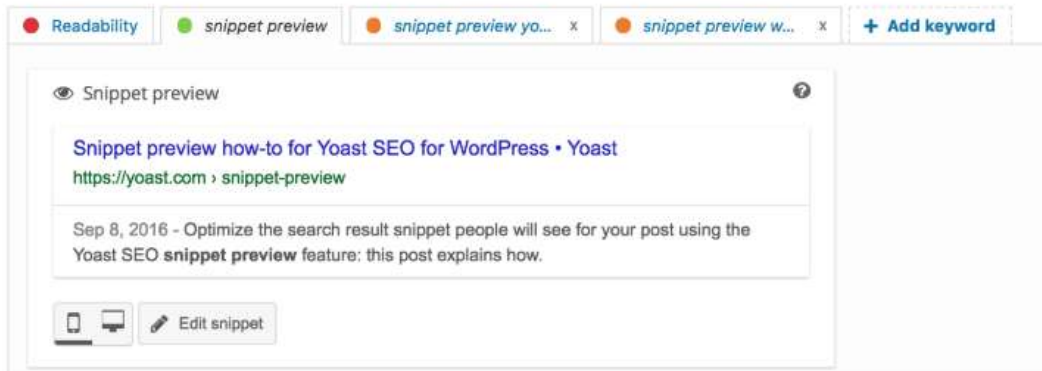 Readability snippet preview snippet preview yo... x snippet preview w... x + Add keyword
Snippet preview
Snippet preview how-to for Yoast SEO for WordPress • Yoast
https://yoast.com › snippet-preview
Sep 8, 2016 - Optimize the search result snippet people will see for your post using the
Yoast SEO snippet preview feature: this post explains how.
Edit snippet